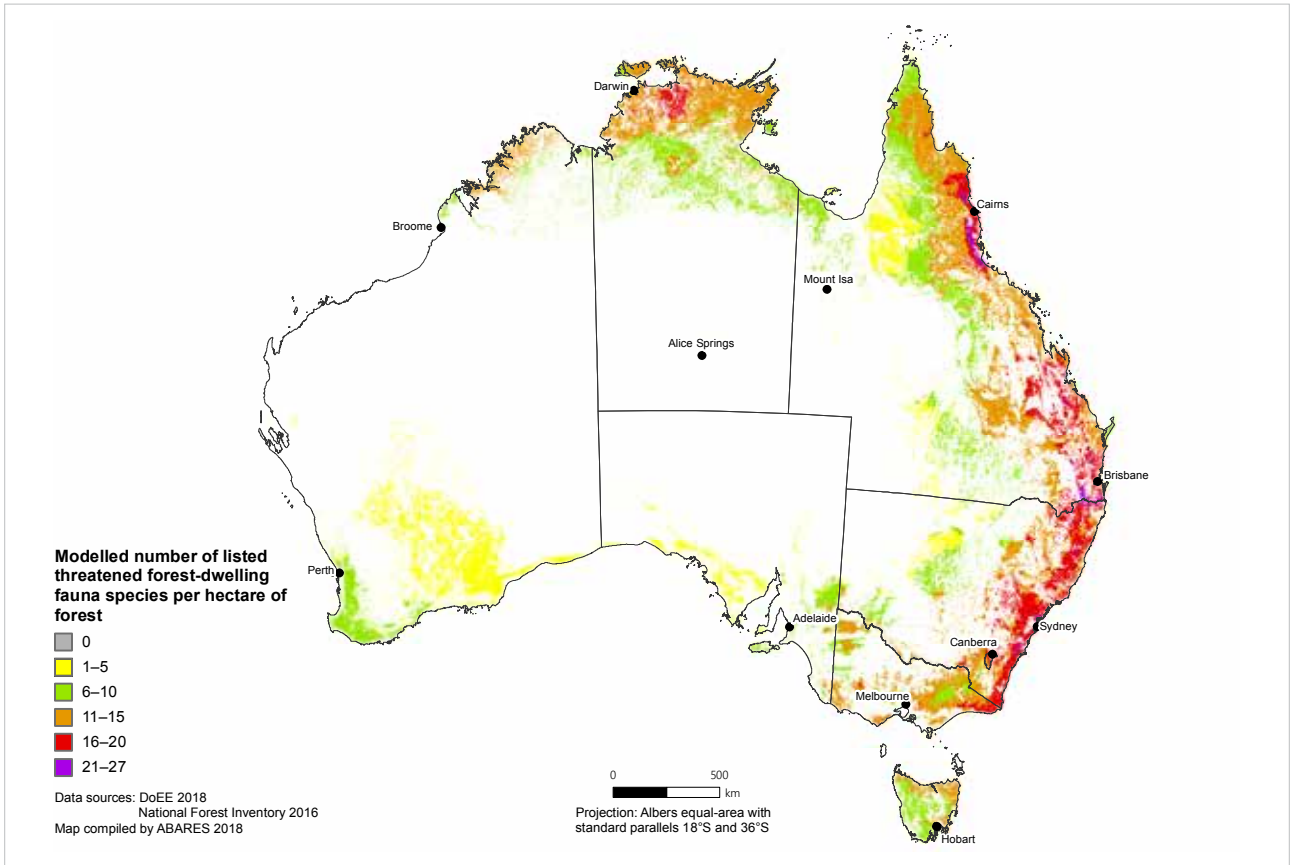 Darwin
Cairns
Broome
Mount Isa
Alice Springs
Brisbane
Perth
Adelaide
Sydney
Canberra
Melbourne
Hobart
Modelled number of listed
threatened forest-dwelling
fauna species per hectare of
forest
0
1–5
6–10
11–15
16–20
21–27
Data sources: DoEE 2018
National Forest Inventory 2016
Map compiled by ABARES 2018
0 500
km
Projection: Albers equal-area with
standard parallels 18°S and 36°S